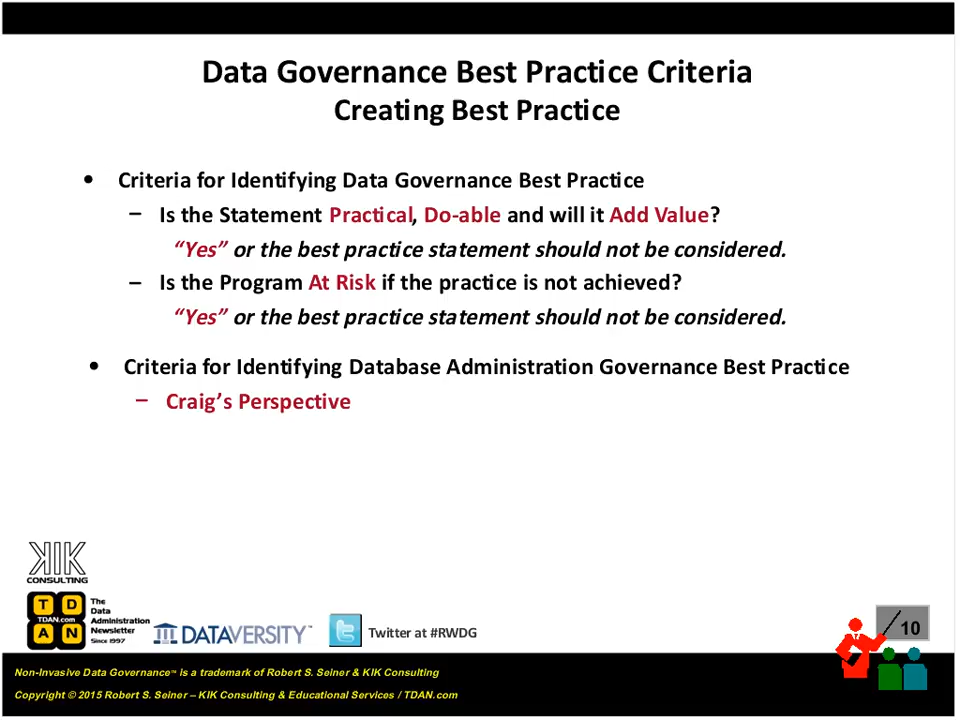 Data Governance Best Practice Criteria
Creating Best Practice
• Criteria for Identifying Data Governance Best Practice
– Is the Statement Practical, Do-able and will it Add Value?
“Yes” or the best practice statement should not be considered.
– Is the Program At Risk if the practice is not achieved?
“Yes” or the best practice statement should not be considered.
• Criteria for Identifying Database Administration Governance Best Practice
– Craig’s Perspective
KIK
CONSULTING
T D
TDAN.com
A N
The
Data
Administration
Newsletter
Since 1997
DATAVERSITY™
Twitter at #RWDG
10
Non-Invasive Data Governance™ is a trademark of Robert S. Seiner & KIK Consulting
Copyright © 2015 Robert S. Seiner – KIK Consulting & Educational Services / TDAN.com